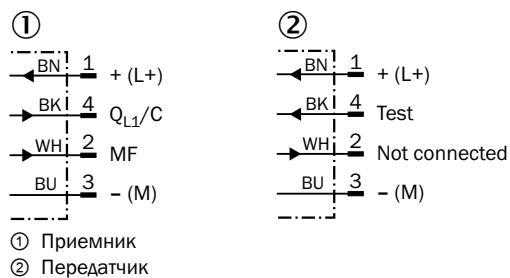 ①
BN 1 + (L+)
BK 4 QL1/C
WH 2 MF
BU 3 − (M)
②
BN 1 + (L+)
BK 4 Test
WH 2 Not connected
BU 3 − (M)
① Приемник
② Передатчик